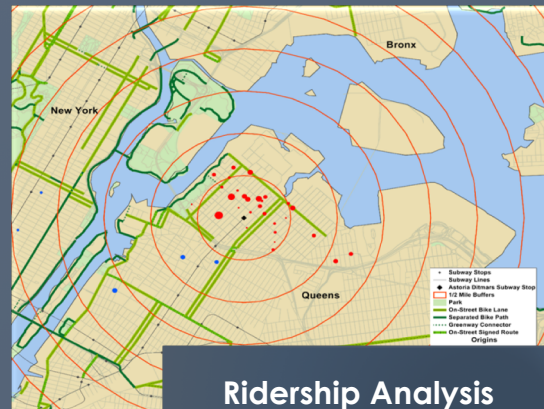 Bronx
New York
Queens
Subway Stops
Subway Lines
Astoria Ditmars Subway Stop
1/2 Mile Buffers
Park
On-Street Bike Lane
Separated Bike Path
Greenway Connector
On-Street Signed Route
Origins
Ridership Analysis